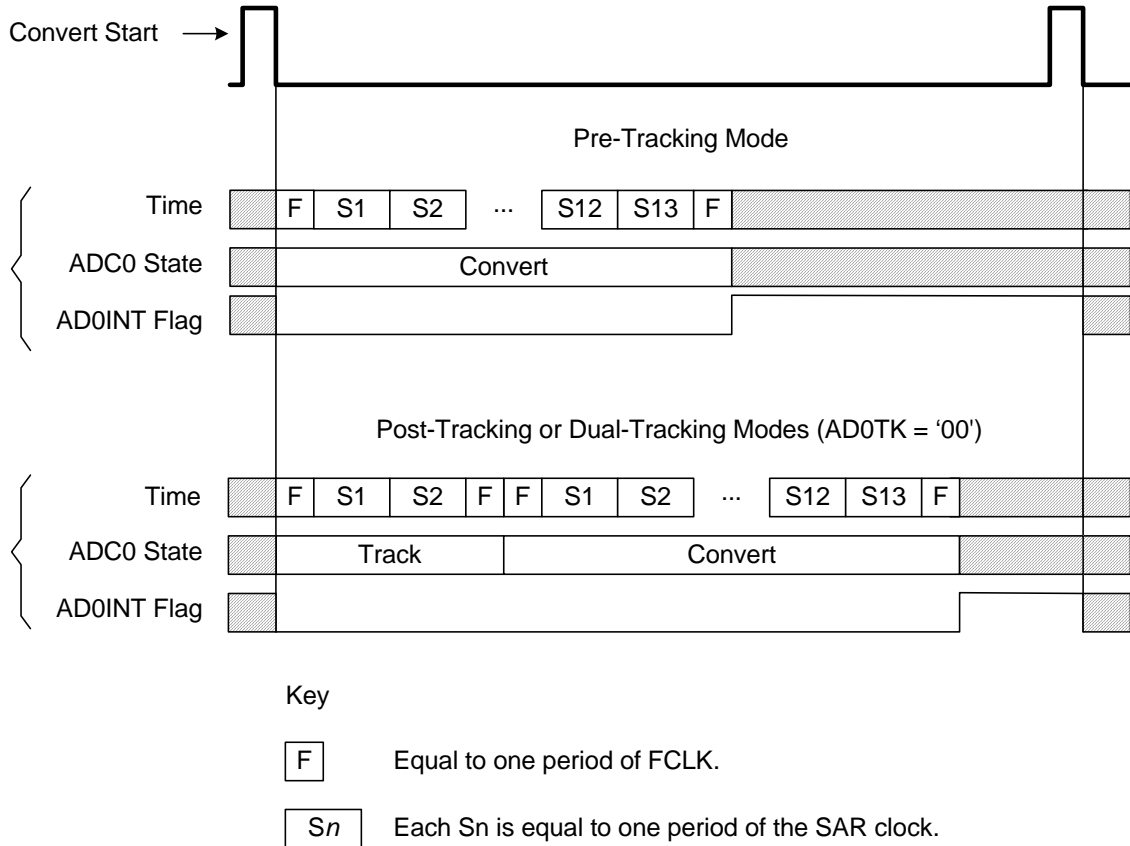 Convert Start
Pre-Tracking Mode
Time F S1 S2 ... S12 S13 F
ADC0 State Convert
AD0INT Flag
Post-Tracking or Dual-Tracking Modes (AD0TK = ‘00')
Time F S1 S2 F F S1 S2 ... S12 S13 F
ADC0 State Track Convert
AD0INT Flag
Key
F Equal to one period of FCLK.
Sn Each Sn is equal to one period of the SAR clock.